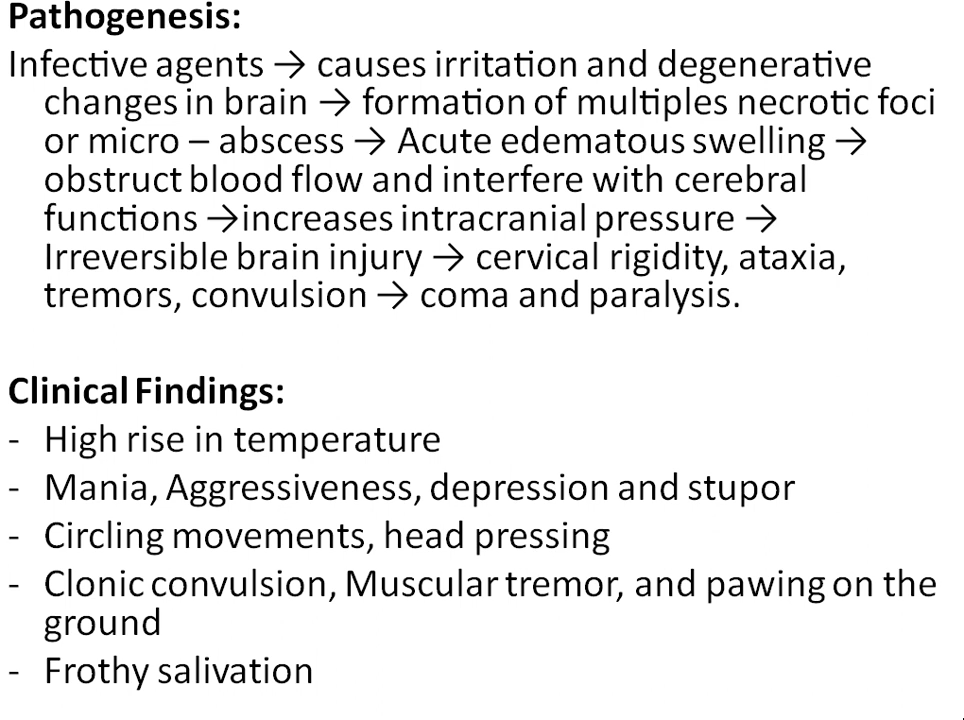 Pathogenesis:
Infective agents → causes irritation and degenerative
changes in brain → formation of multiples necrotic foci
or micro – abscess → Acute edematous swelling →
obstruct blood flow and interfere with cerebral
functions →increases intracranial pressure →
Irreversible brain injury → cervical rigidity, ataxia,
tremors, convulsion → coma and paralysis.
Clinical Findings:
- High rise in temperature
- Mania, Aggressiveness, depression and stupor
- Circling movements, head pressing
- Clonic convulsion, Muscular tremor, and pawing on the
ground
- Frothy salivation